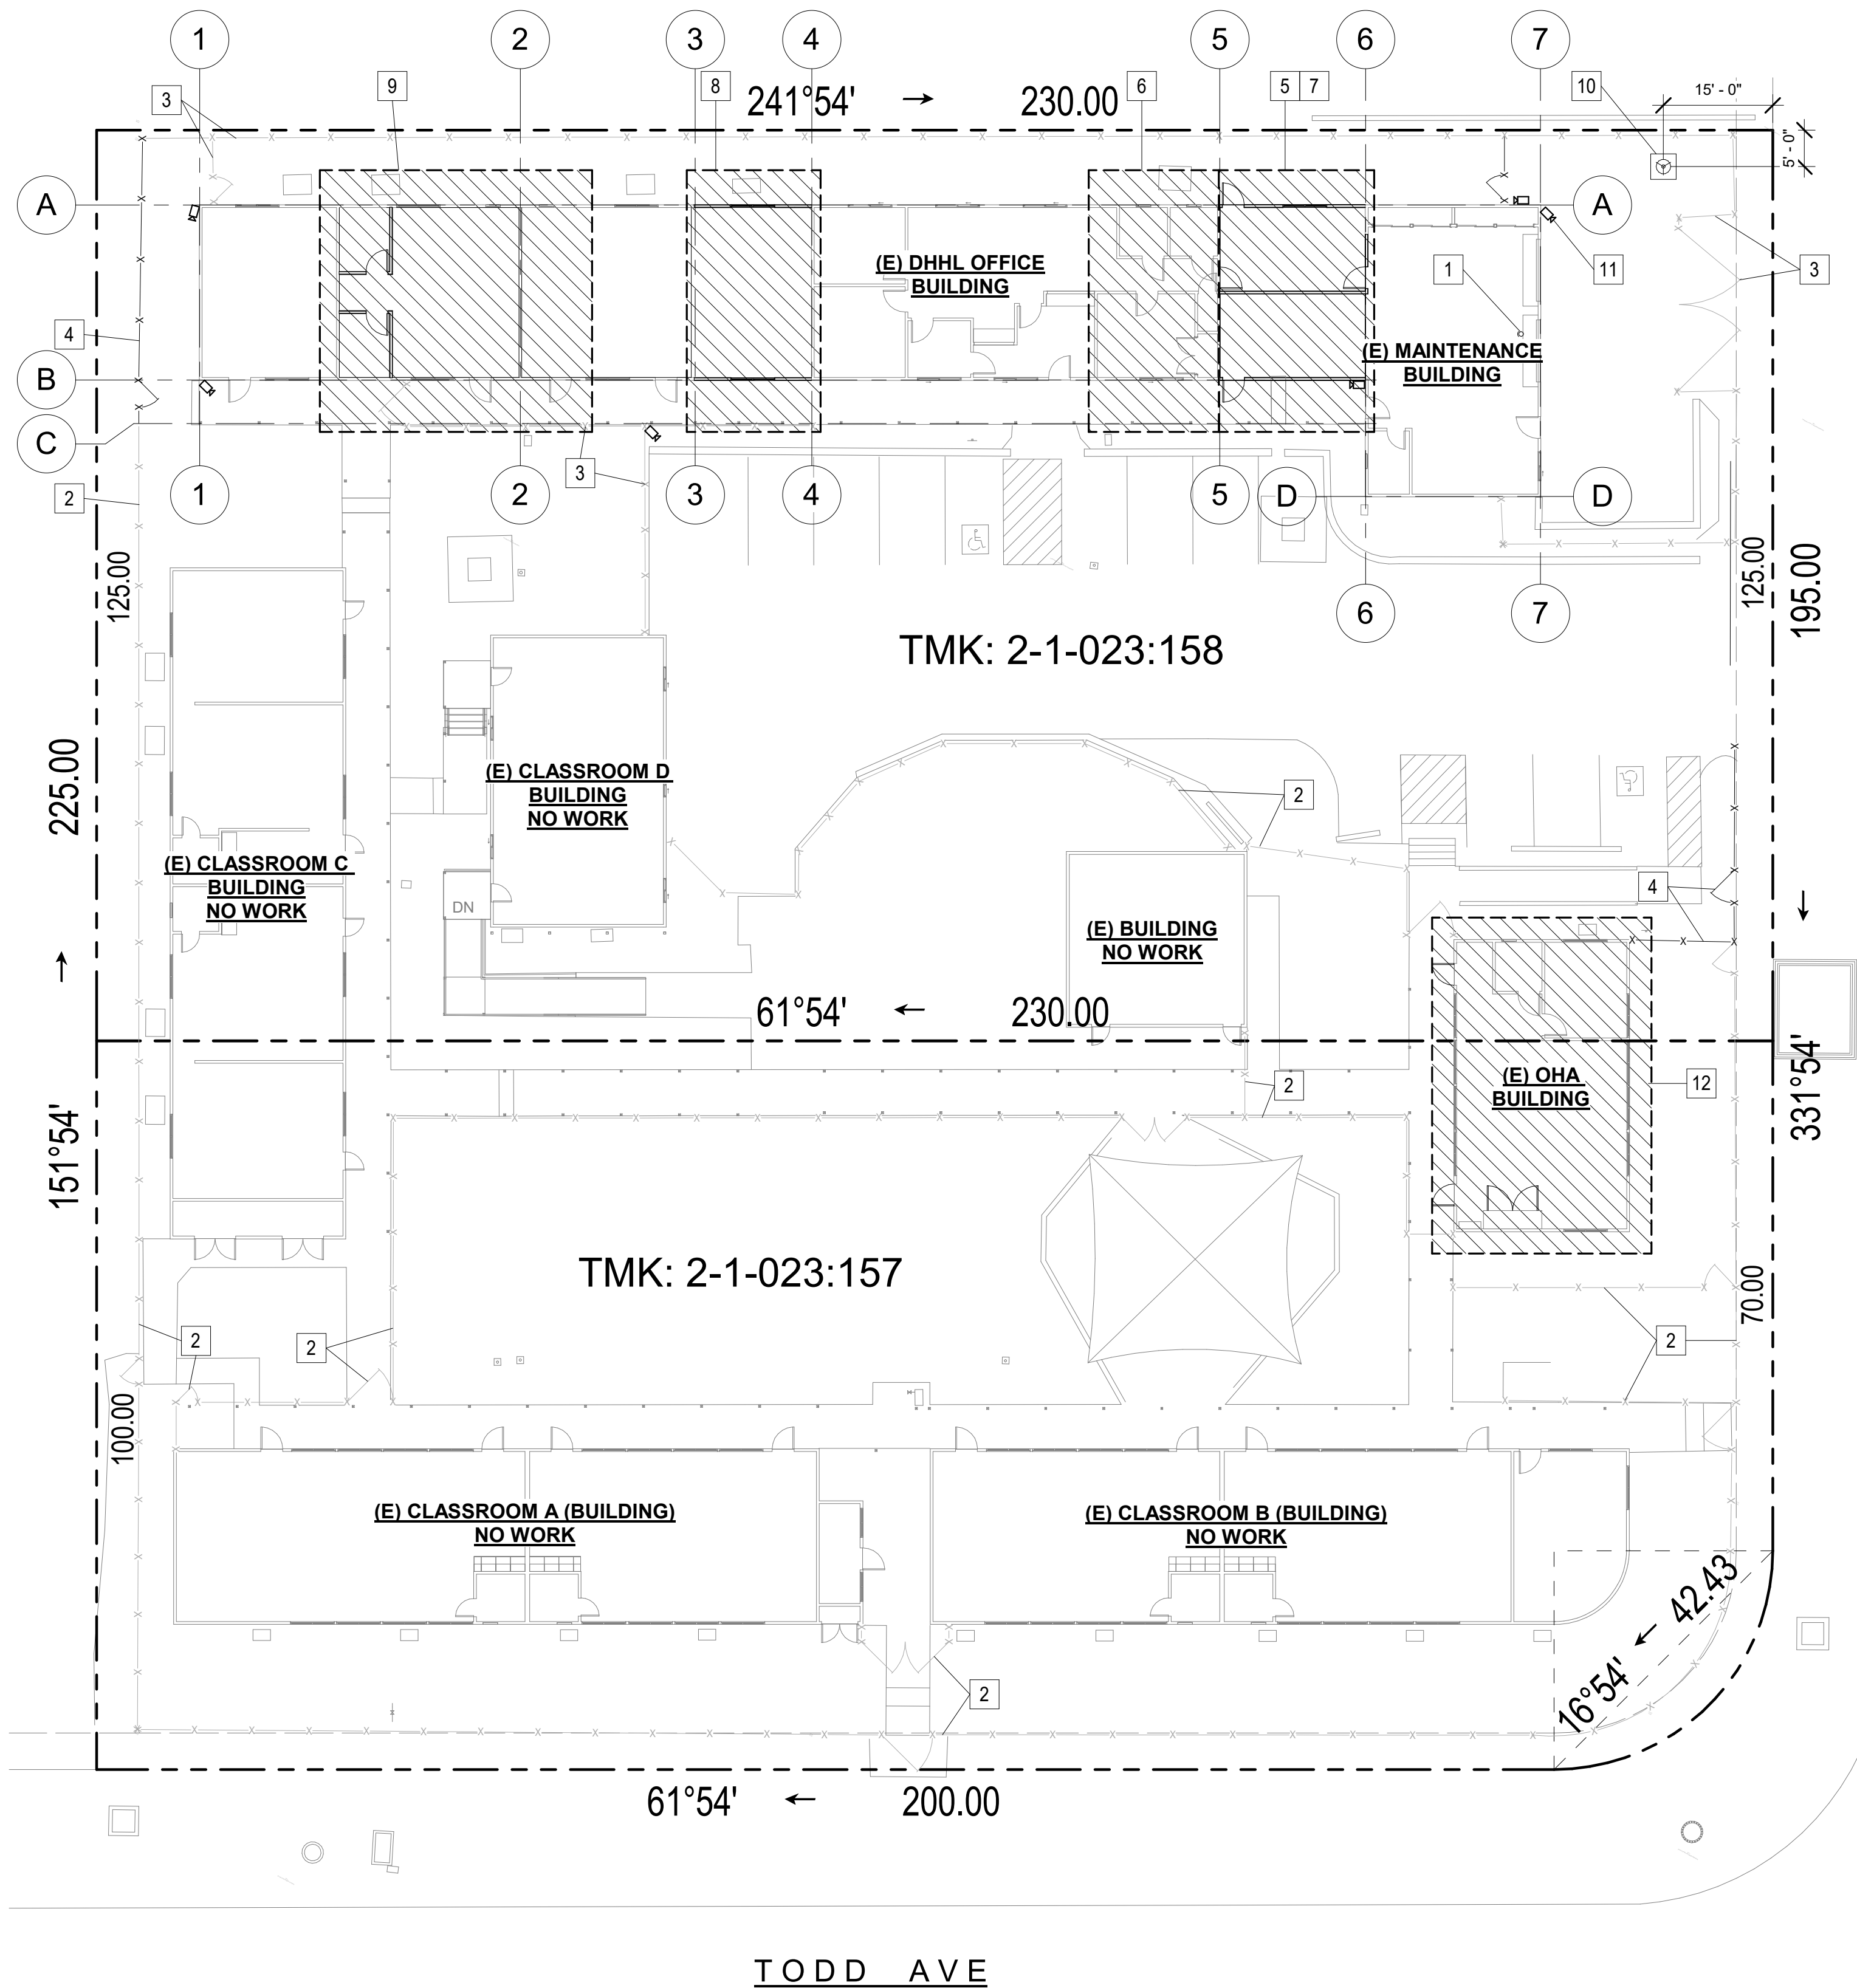 1
2
3
4
5
6
7
3
9
8
241°54'
230.00
6
5
7
10
15' - 0"
5' - 0"
A
A
(E) DHHL OFFICE
BUILDING
1
11
3
4
(E) MAINTENANCE
BUILDING
B
C
3
2
1
2
3
4
5
D
D
125.00
125.00
195.00
6
7
TMK: 2-1-023:158
225.00
(E) CLASSROOM D
BUILDING
NO WORK
2
(E) CLASSROOM C
BUILDING
NO WORK
4
DN
(E) BUILDING
NO WORK
61°54'
230.00
331°54'
(E) OHA
BUILDING
12
2
151°54'
TMK: 2-1-023:157
70.00
2
2
2
100.00
(E) CLASSROOM A (BUILDING)
NO WORK
(E) CLASSROOM B (BUILDING)
NO WORK
42.43
16°54'
2
61°54'
200.00
TODD AVE